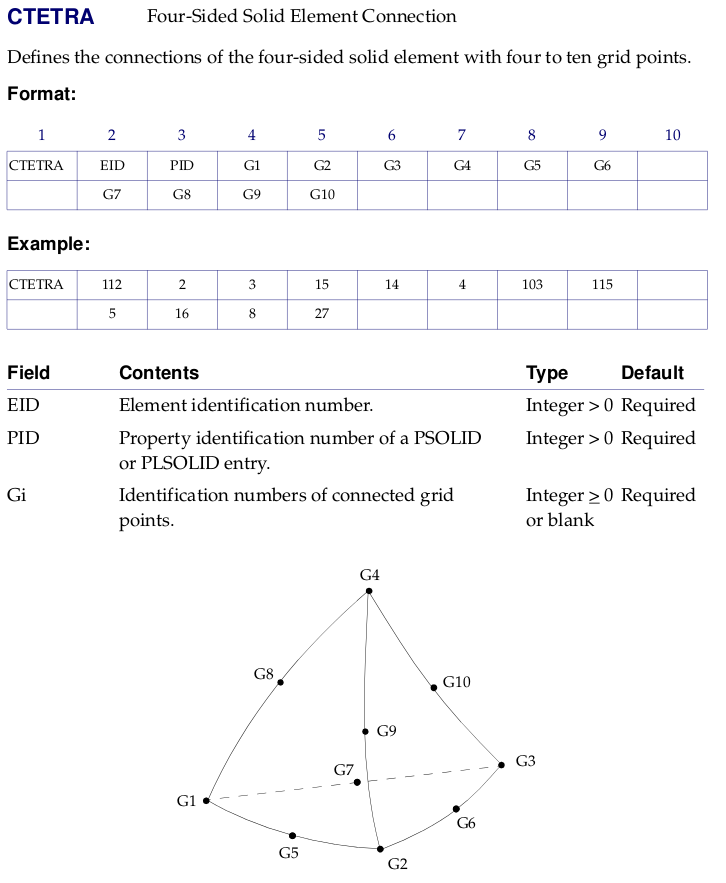 CTETRA Four-Sided Solid Element Connection
Defines the connections of the four-sided solid element with four to ten grid points.
Format:
1 2 3 4 5 6 7 8 9 10
CTETRA EID PID G1 G2 G3 G4 G5 G6
G7 G8 G9 G10
Example:
CTETRA 112 2 3 15 14 4 103 115
5 16 8 27
Field Contents Type Default
EID Element identification number. Integer > 0 Required
PID Property identification number of a PSOLID Integer > 0 Required
or PLSOLID entry.
Gi Identification numbers of connected grid Integer ≥ 0 Required
points. or blank
G4
G8
G10
G9
G7
G3
G1
G6
G5
G2